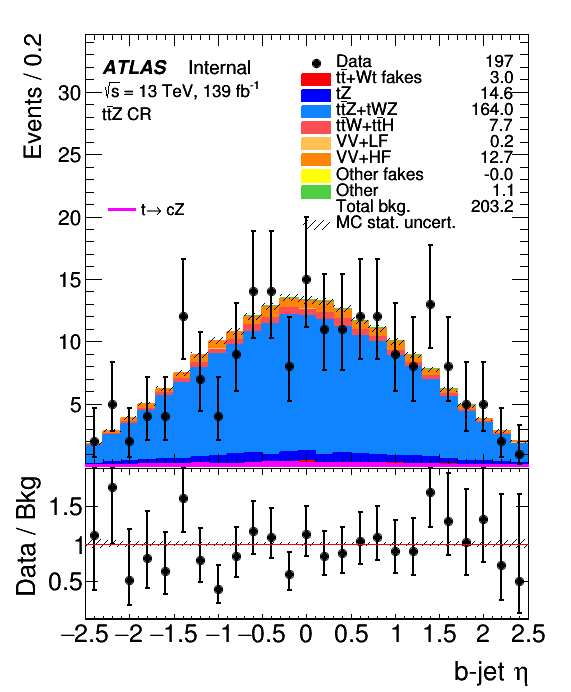 Events / 0.2
ATLAS Internal
√s = 13 TeV, 139 fb⁻¹
tt̄Z CR
t→ cZ
Data 197
tt̄+Wt fakes 3.0
tZ 14.6
tt̄Z+tWZ 164.0
tt̄W+tt̄H 7.7
VV+LF 0.2
VV+HF 12.7
Other fakes -0.0
Other 1.1
Total bkg. 203.2
MC stat. uncert.
30
25
20
15
10
5
Data / Bkg
1.5
1
0.5
−2.5 −2 −1.5 −1 −0.5 0 0.5 1 1.5 2 2.5
b-jet η